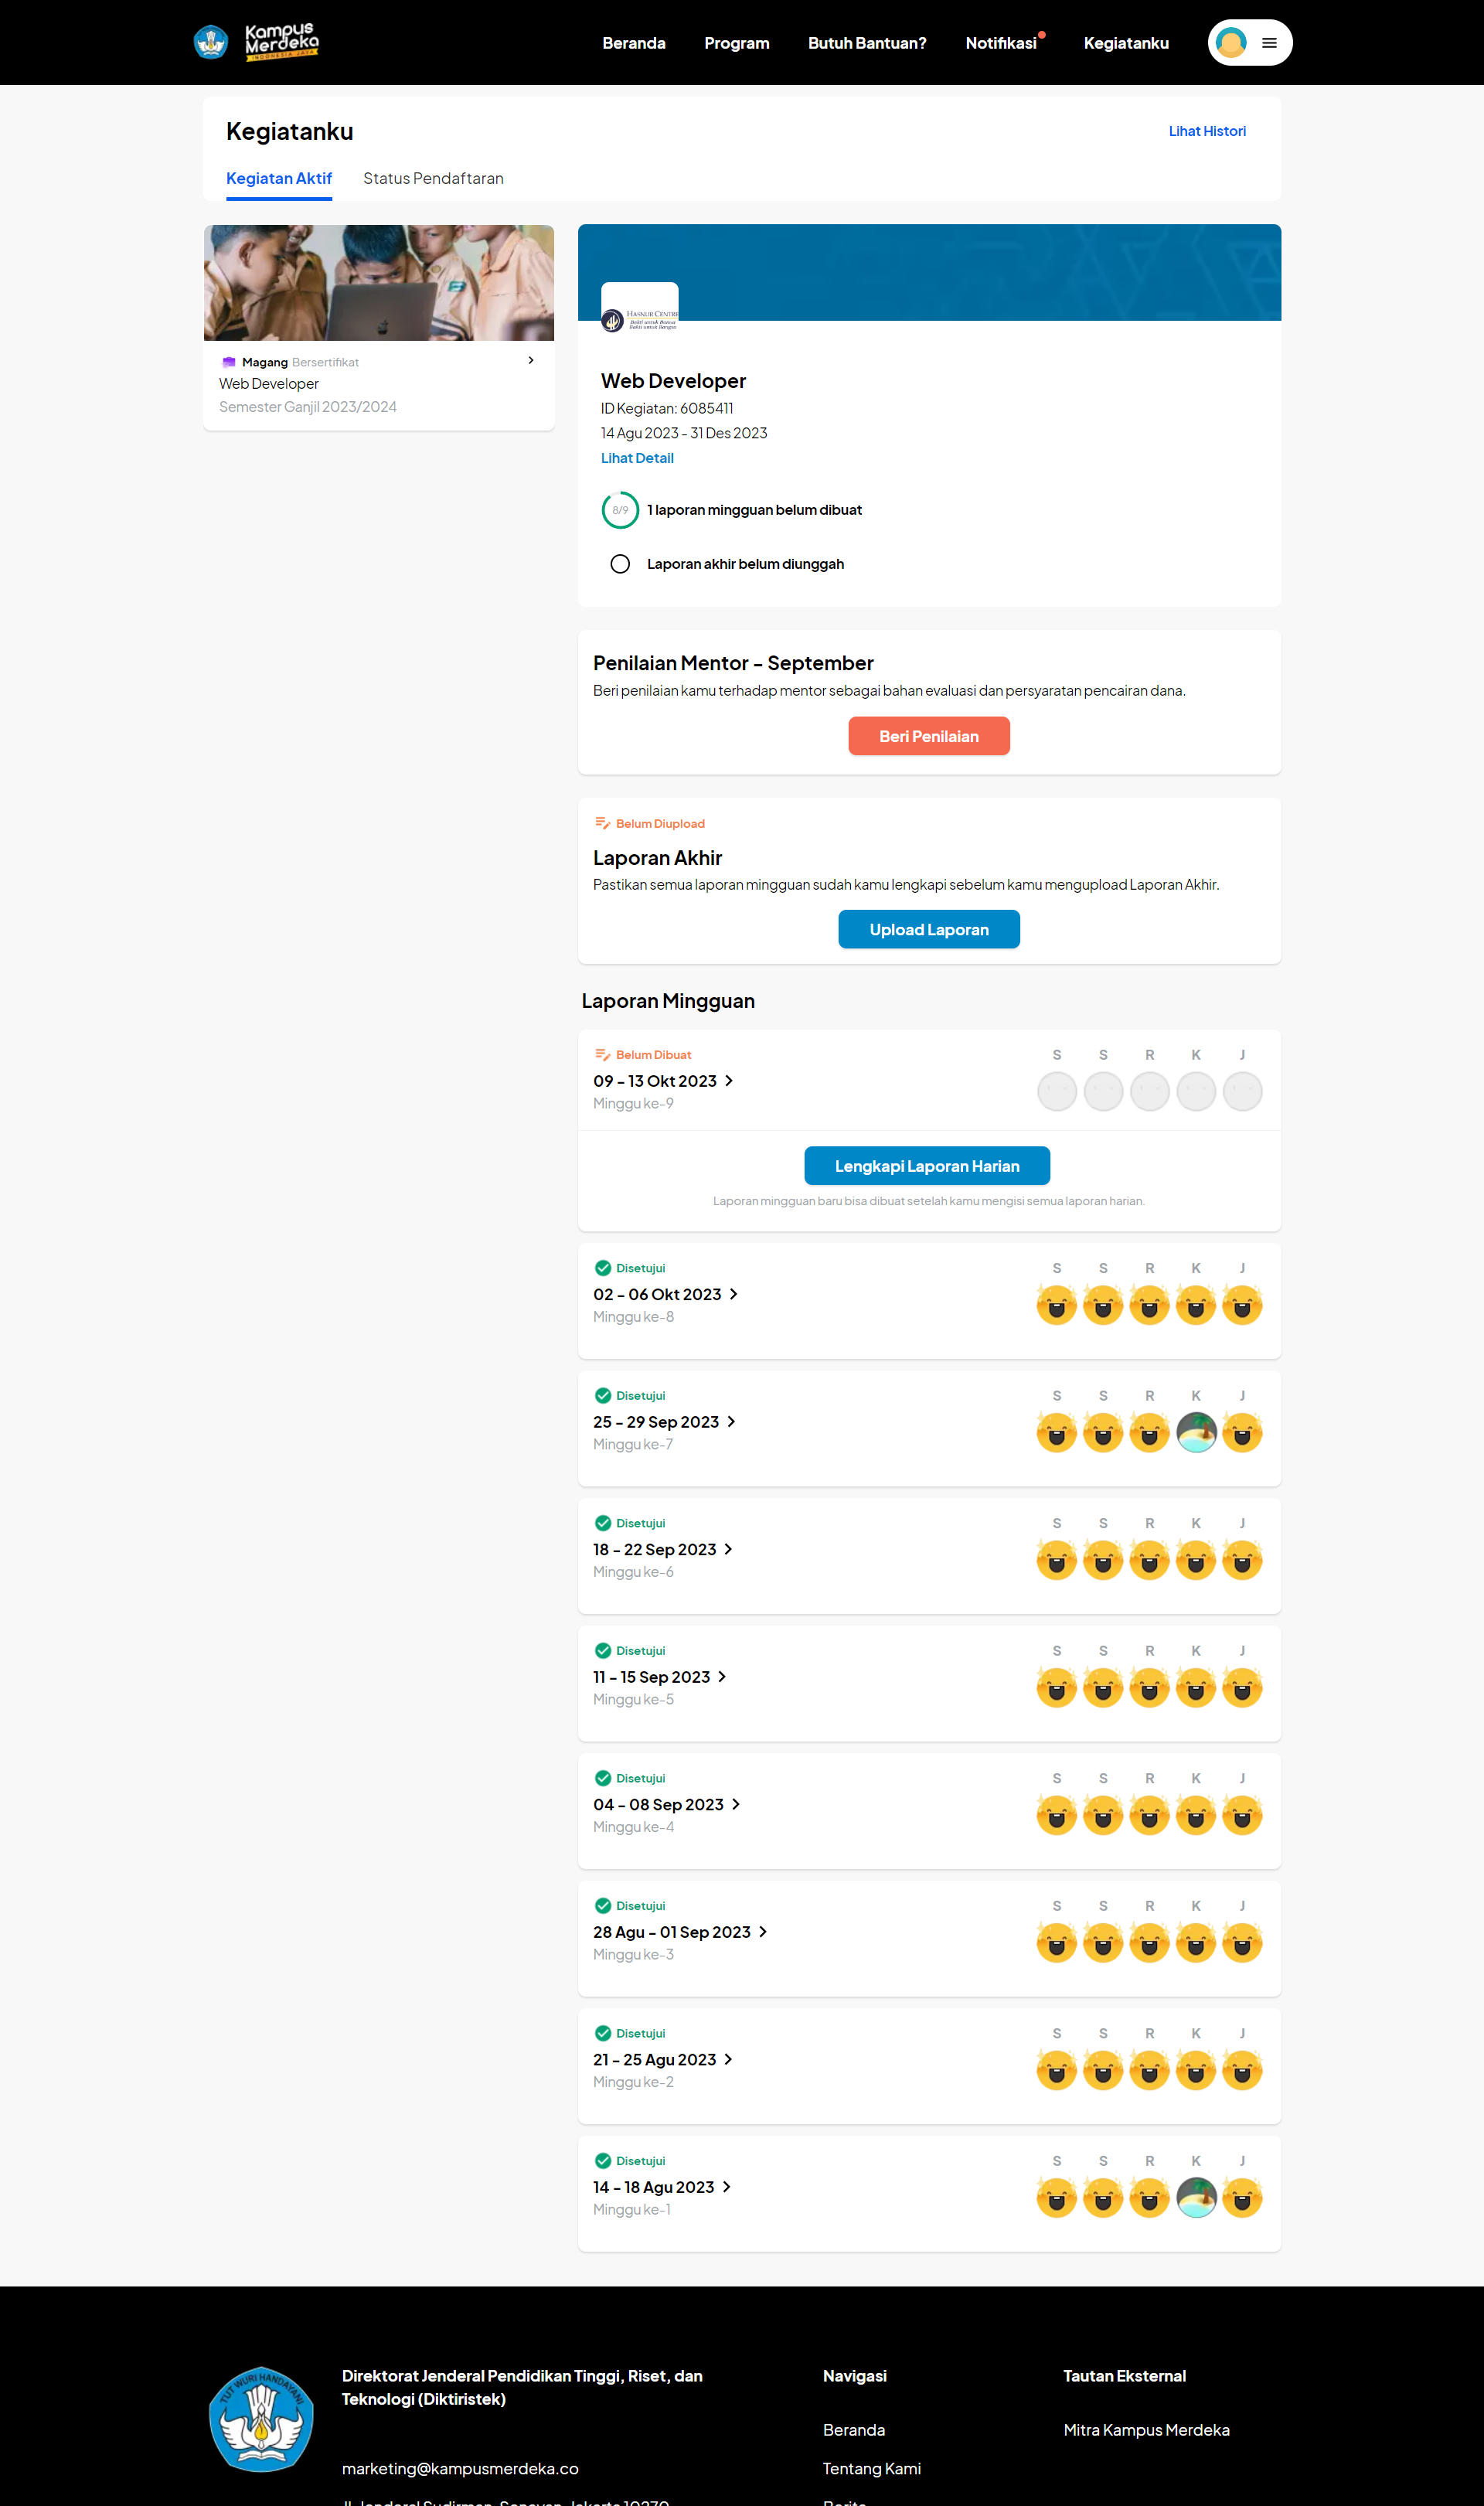 Kampus
Merdeka
INDONESIA JAYA
Beranda
Program
Butuh Bantuan?
Notifikasi
Kegiatanku
Kegiatanku
Lihat Histori
Kegiatan Aktif
Status Pendaftaran
Magang Bersertifikat
Web Developer
Semester Ganjil 2023/2024
HASNUR CENTRE
Web Developer
ID Kegiatan: 6085411
14 Agu 2023 - 31 Des 2023
Lihat Detail
8/9
1 laporan mingguan belum dibuat
Laporan akhir belum diunggah
Penilaian Mentor - September
Beri penilaian kamu terhadap mentor sebagai bahan evaluasi dan persyaratan pencairan dana.
Beri Penilaian
Belum Diupload
Laporan Akhir
Pastikan semua laporan mingguan sudah kamu lengkapi sebelum kamu mengupload Laporan Akhir.
Upload Laporan
Laporan Mingguan
Belum Dibuat
S S R K J
09 - 13 Okt 2023
Minggu ke-9
Lengkapi Laporan Harian
Laporan mingguan baru bisa dibuat setelah kamu mengisi semua laporan harian.
Disetujui
S S R K J
02 - 06 Okt 2023
Minggu ke-8
Disetujui
S S R K J
25 - 29 Sep 2023
Minggu ke-7
Disetujui
S S R K J
18 - 22 Sep 2023
Minggu ke-6
Disetujui
S S R K J
11 - 15 Sep 2023
Minggu ke-5
Disetujui
S S R K J
04 - 08 Sep 2023
Minggu ke-4
Disetujui
S S R K J
28 Agu - 01 Sep 2023
Minggu ke-3
Disetujui
S S R K J
21 - 25 Agu 2023
Minggu ke-2
Disetujui
S S R K J
14 - 18 Agu 2023
Minggu ke-1
TUT WURI HANDAYANI
Direktorat Jenderal Pendidikan Tinggi, Riset, dan
Teknologi (Diktiristek)
marketing@kampusmerdeka.co
Jl. Jenderal Sudirman, Senayan, Jakarta 10270
Navigasi
Beranda
Tentang Kami
Berita
Tautan Eksternal
Mitra Kampus Merdeka